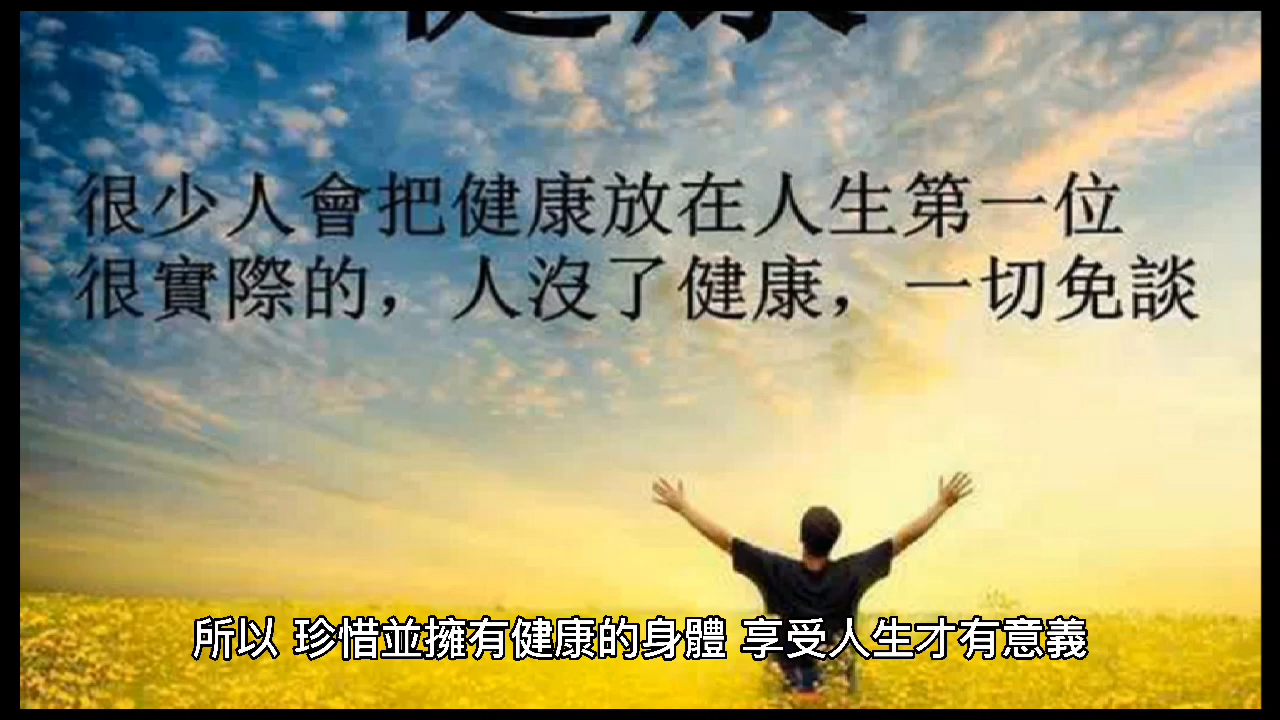 健康
很少人會把健康放在人生第一位
很實際的，人沒了健康，一切免談
所以 珍惜並擁有健康的身體 享受人生才有意義